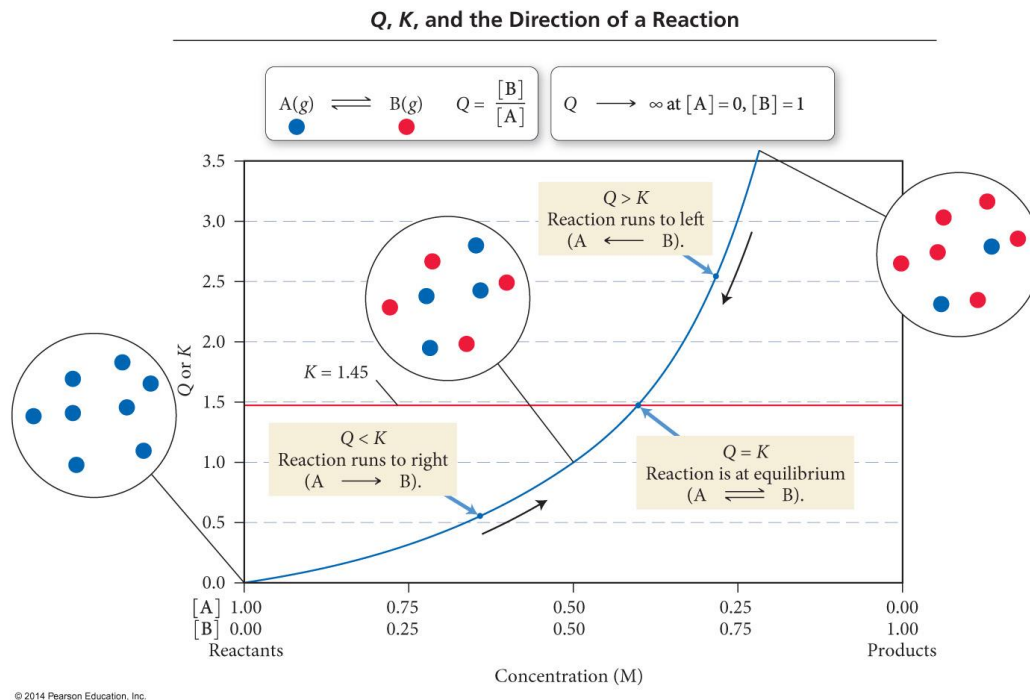 Q, K, and the Direction of a Reaction
A(g) ⇌ B(g) Q = [B]/[A]
Q ⟶ ∞ at [A] = 0, [B] = 1
3.5
3.0
2.5
2.0
1.5
1.0
0.5
0.0
Q or K
Q > K
Reaction runs to left
(A ⟵ B).
K = 1.45
Q < K
Reaction runs to right
(A ⟶ B).
Q = K
Reaction is at equilibrium
(A ⇌ B).
[A] 1.00 0.75 0.50 0.25 0.00
[B] 0.00 0.25 0.50 0.75 1.00
Reactants Products
Concentration (M)
© 2014 Pearson Education, Inc.